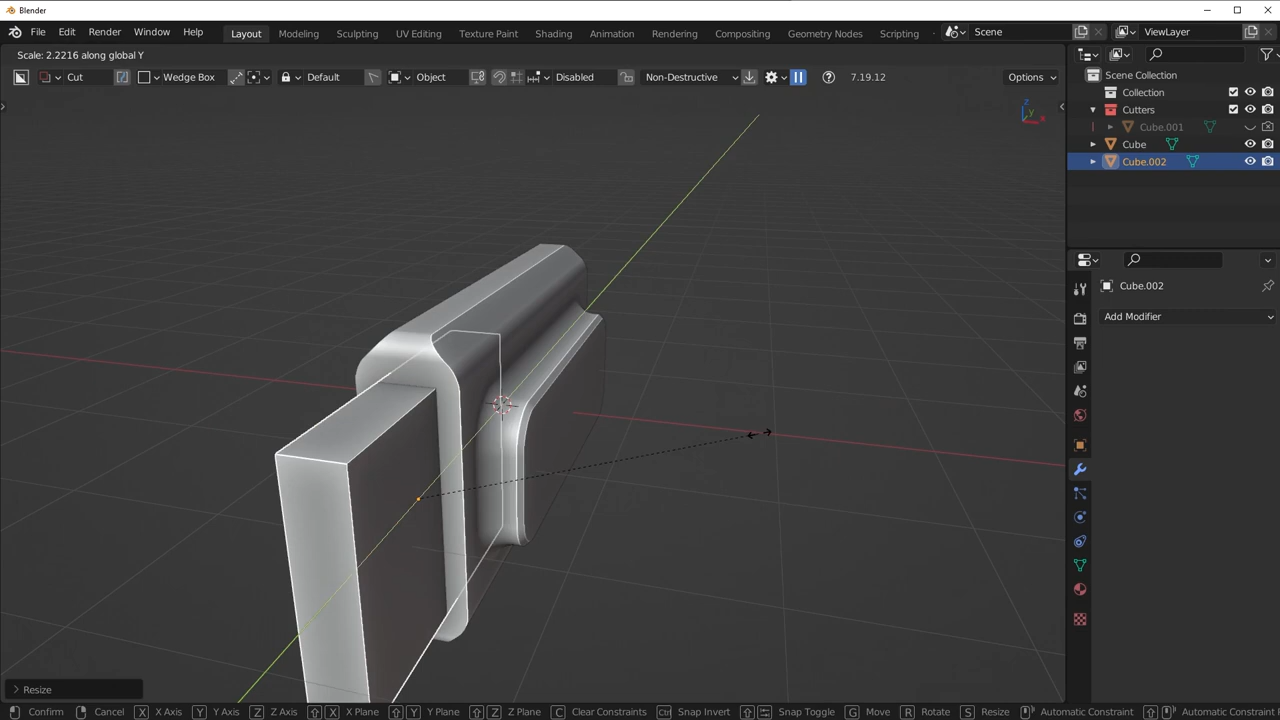 Blender
File Edit Render Window Help Layout Modeling Sculpting UV Editing Texture Paint Shading Animation Rendering Compositing Geometry Nodes Scripting Scene ViewLayer
Scale: 2.2216 along global Y
Cut Wedge Box Default Object Disabled Non-Destructive 7.19.12 Options
Scene Collection
Collection
Cutters
Cube.001
Cube
Cube.002
Cube.002
Add Modifier
Z
Y
X
Resize
Confirm Cancel X X Axis Y Y Axis Z Z Axis X X Plane Y Y Plane Z Z Plane C Clear Constraints Ctrl Snap Invert Snap Toggle G Move R Rotate S Resize Automatic Constraint Automatic Constraint